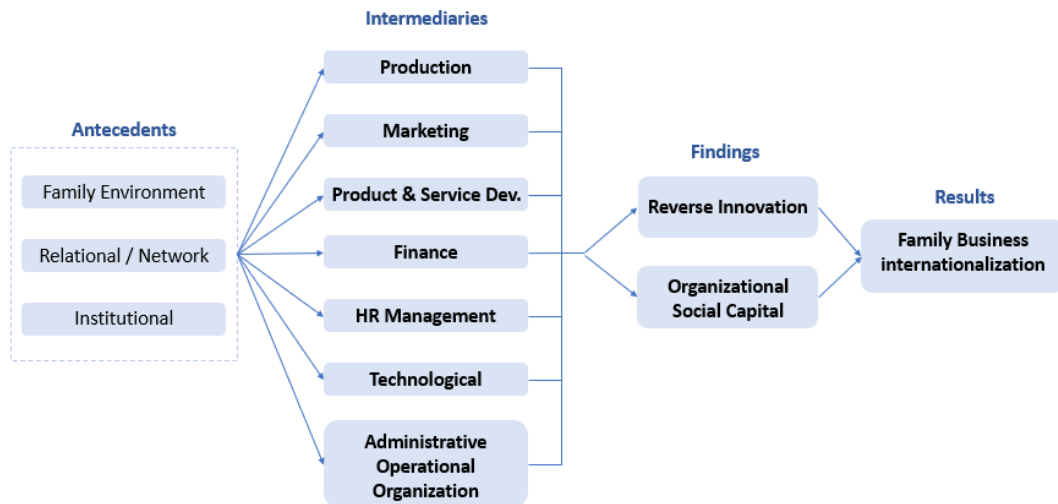 Antecedents
Family Environment
Relational / Network
Institutional
Intermediaries
Production
Marketing
Product & Service Dev.
Finance
HR Management
Technological
Administrative
Operational
Organization
Findings
Reverse Innovation
Organizational
Social Capital
Results
Family Business
internationalization